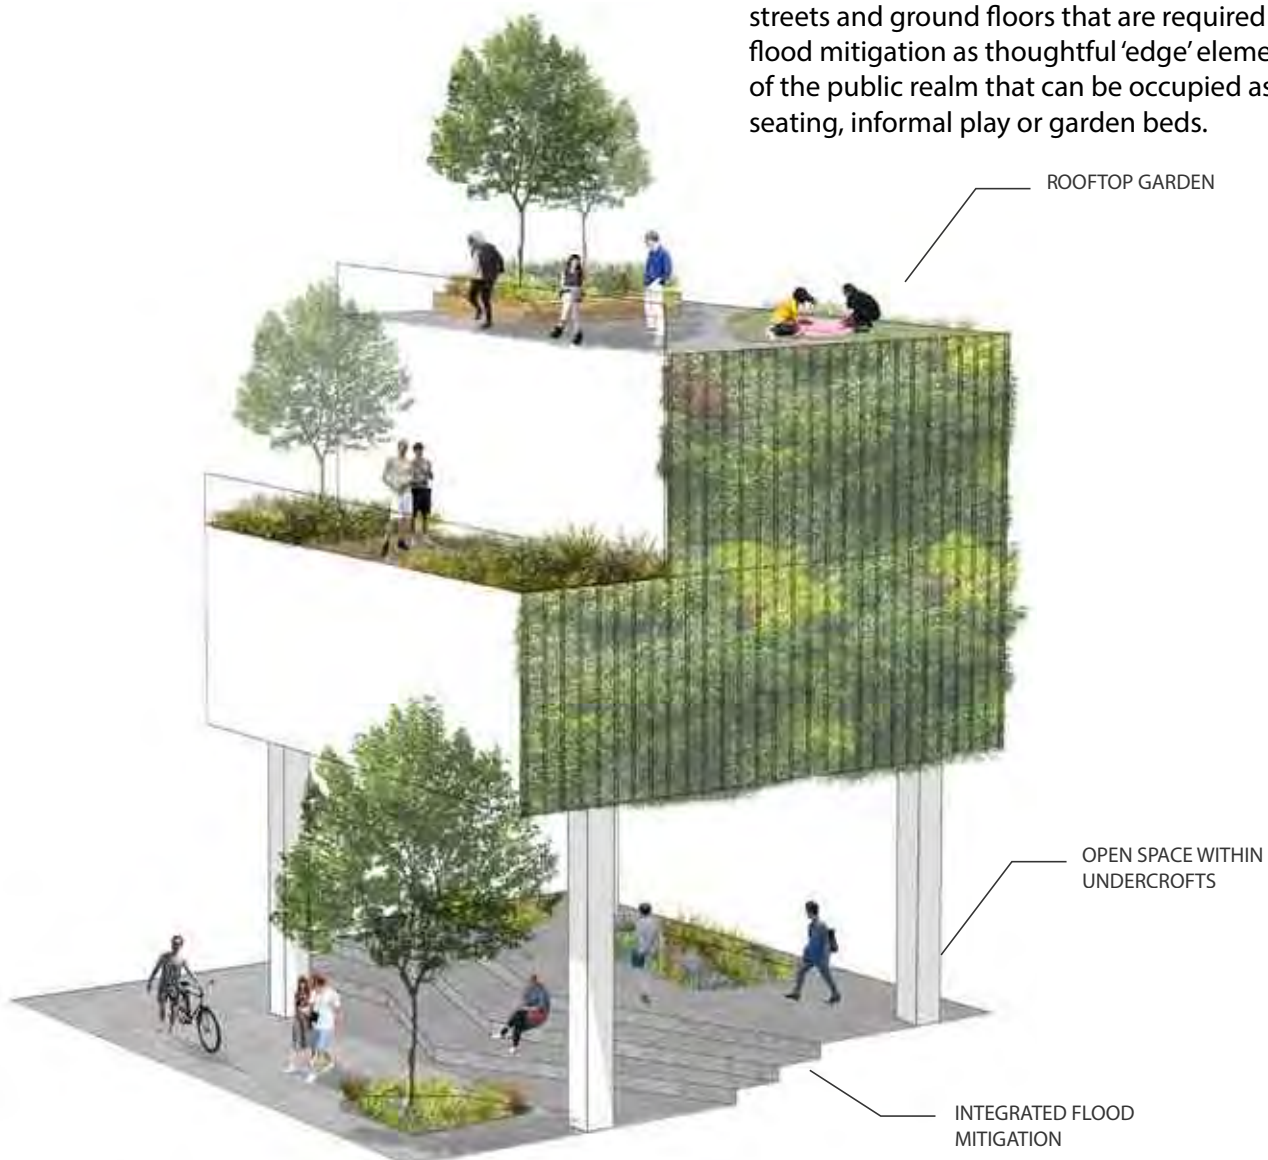 streets and ground floors that are required
flood mitigation as thoughtful ‘edge’
of the public realm that can be occupied as
seating, informal play or garden beds.
ROOFTOP GARDEN
OPEN SPACE WITHIN
UNDERCROFTS
INTEGRATED FLOOD
MITIGATION